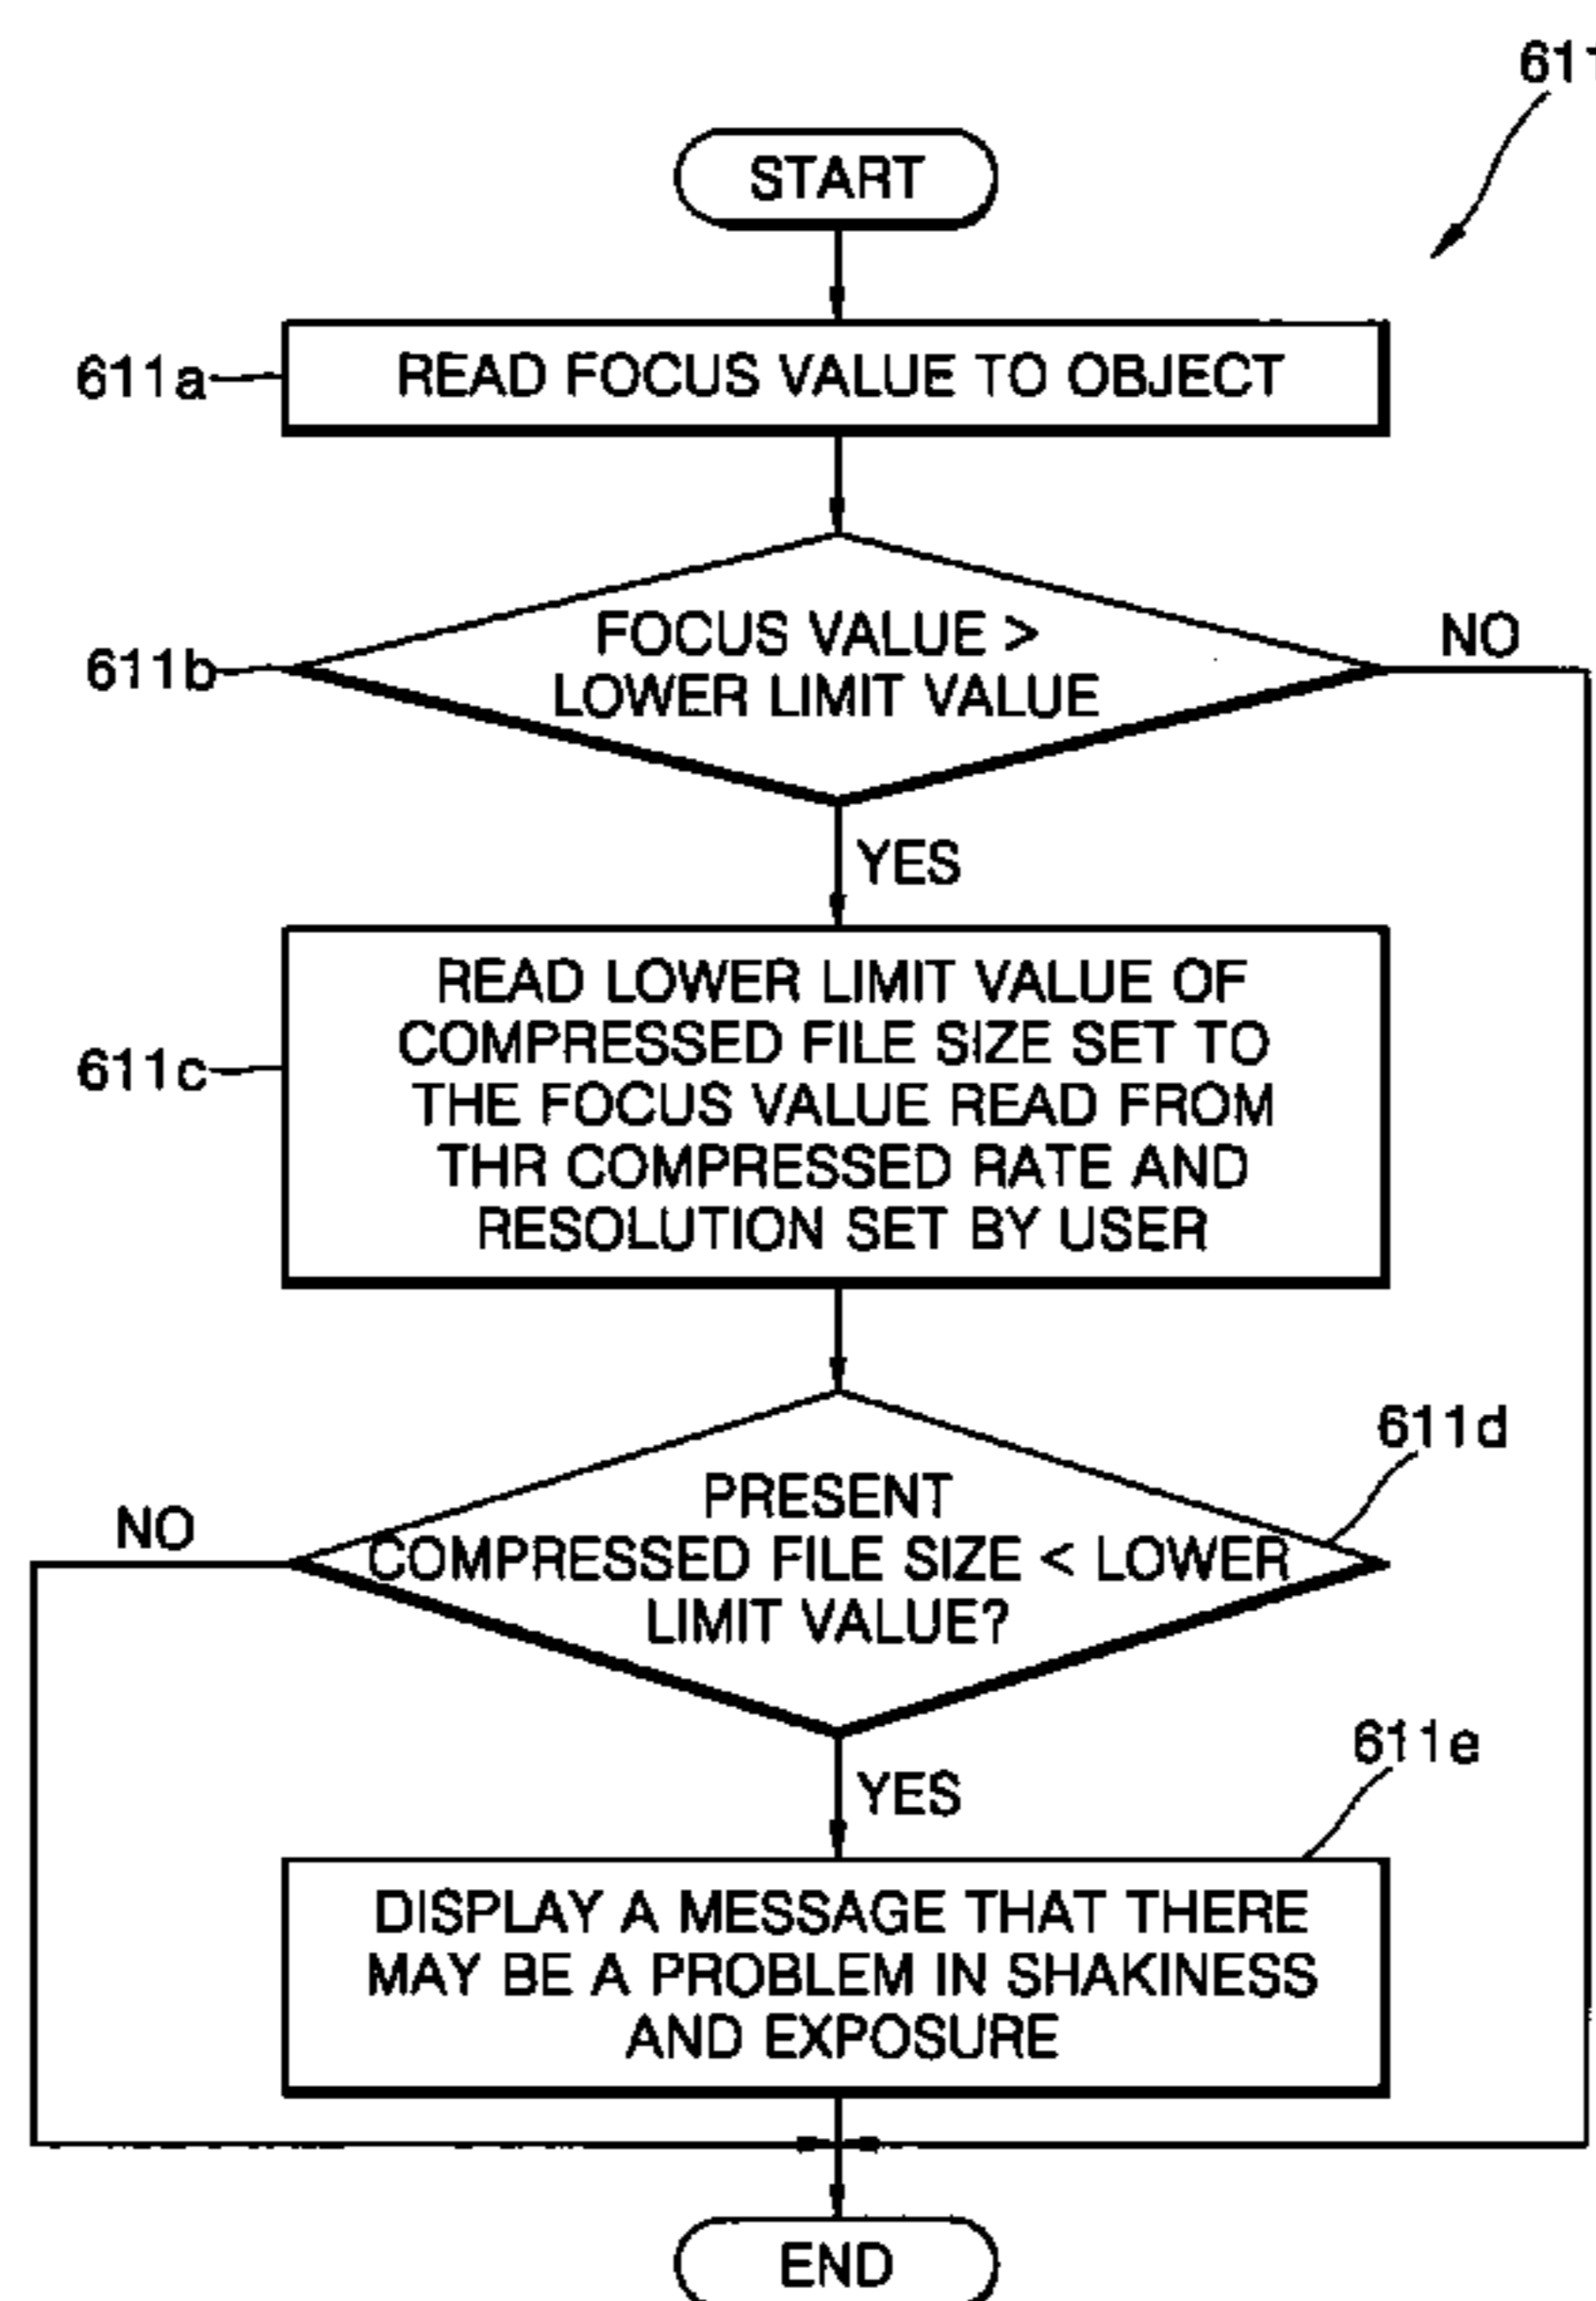 611
START
611a
READ FOCUS VALUE TO OBJECT
611b
FOCUS VALUE >
LOWER LIMIT VALUE
NO
YES
611c
READ LOWER LIMIT VALUE OF
COMPRESSED FILE SIZE SET TO
THE FOCUS VALUE READ FROM
THR COMPRESSED RATE AND
RESOLUTION SET BY USER
611d
NO
PRESENT
COMPRESSED FILE SIZE < LOWER
LIMIT VALUE?
YES
611e
DISPLAY A MESSAGE THAT THERE
MAY BE A PROBLEM IN SHAKINESS
AND EXPOSURE
END